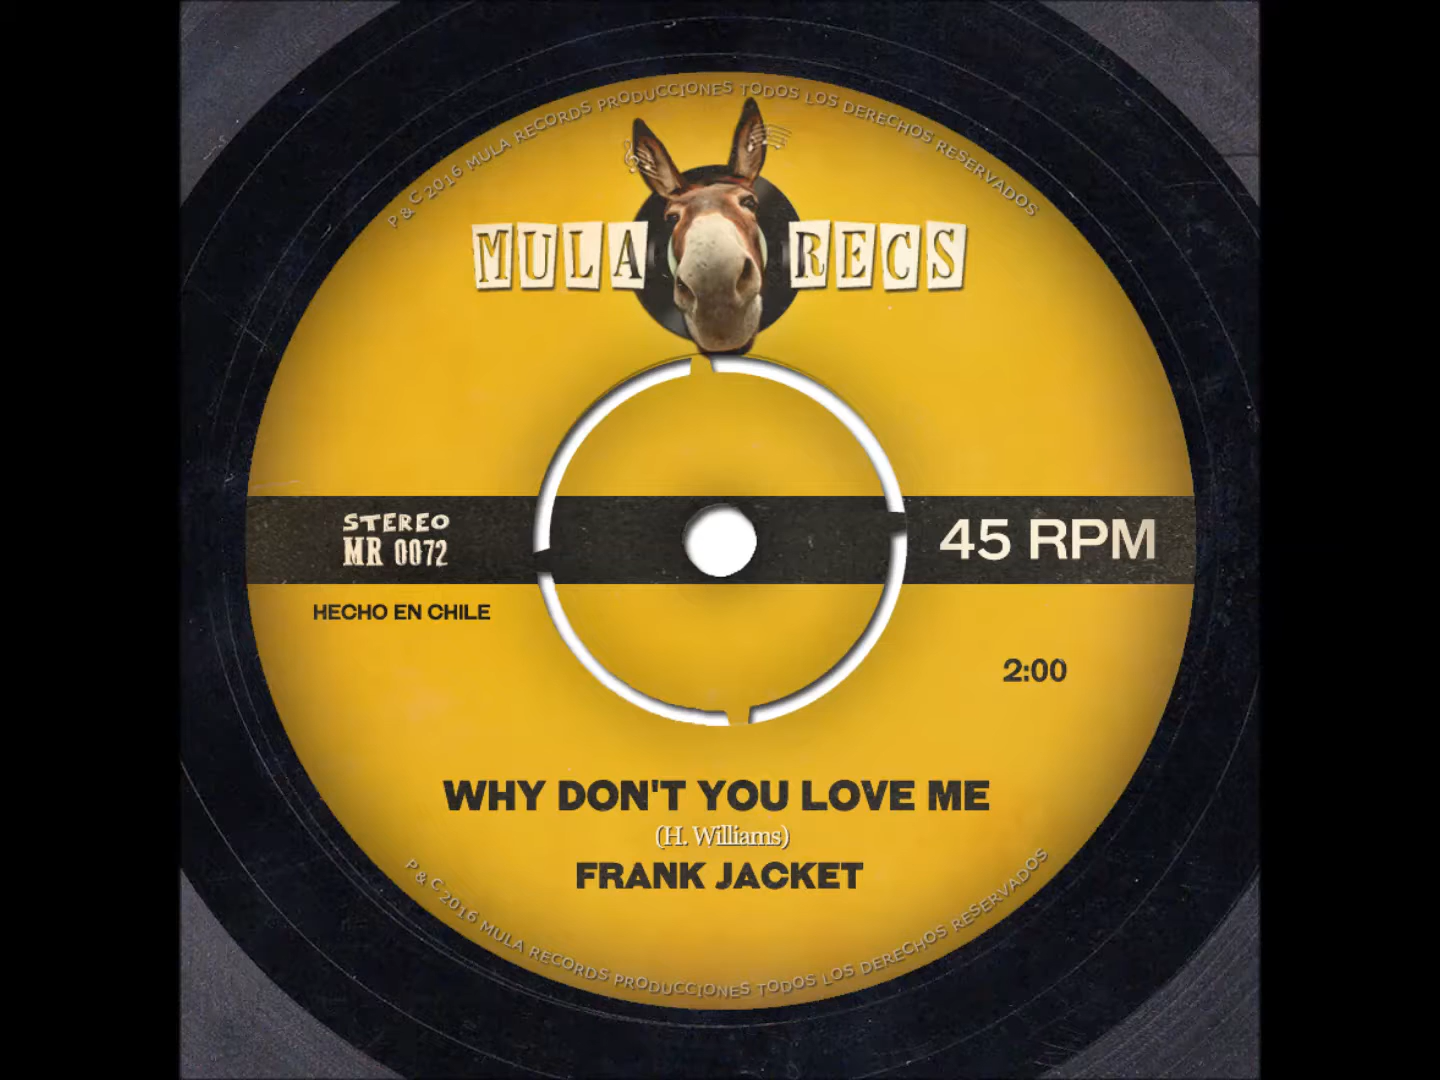 P & C 2016 MULA RECORDS PRODUCCIONES TODOS LOS DERECHOS RESERVADOS
MULA RECS
STEREO
MR 0072
45 RPM
HECHO EN CHILE
2:00
WHY DON'T YOU LOVE ME
(H. Williams)
FRANK JACKET
P & C 2016 MULA RECORDS PRODUCCIONES TODOS LOS DERECHOS RESERVADOS